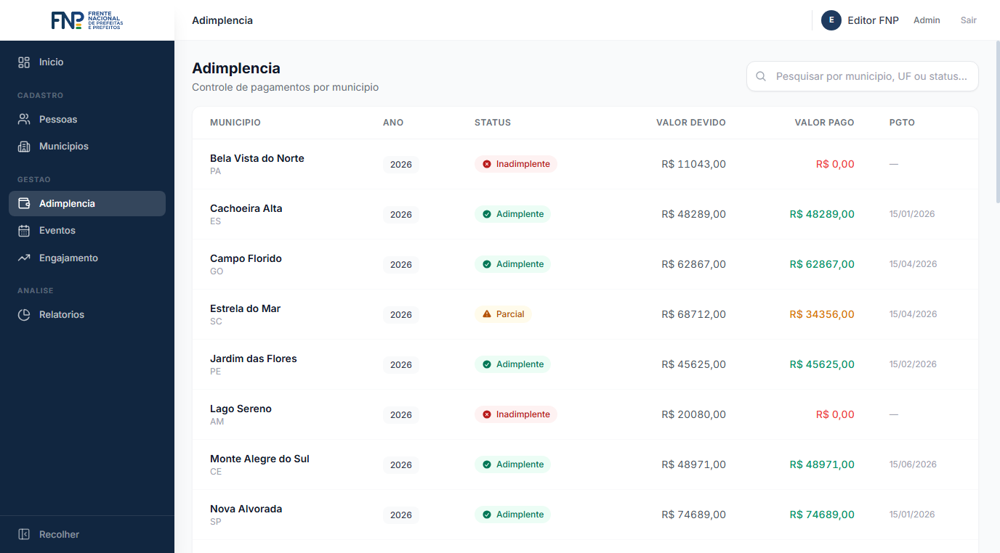 FNP FRENTE
NACIONAL
DE PREFEITAS
E PREFEITOS
Adimplencia
E Editor FNP Admin Sair
Inicio
CADASTRO
Pessoas
Municipios
GESTAO
Adimplencia
Eventos
Engajamento
ANALISE
Relatorios
Recolher
Adimplencia
Controle de pagamentos por municipio
Pesquisar por municipio, UF ou status...
MUNICIPIO ANO STATUS VALOR DEVIDO VALOR PAGO PGTO
Bela Vista do Norte
PA
2026 Inadimplente R$ 11043,00 R$ 0,00 —
Cachoeira Alta
ES
2026 Adimplente R$ 48289,00 R$ 48289,00 15/01/2026
Campo Florido
GO
2026 Adimplente R$ 62867,00 R$ 62867,00 15/04/2026
Estrela do Mar
SC
2026 Parcial R$ 68712,00 R$ 34356,00 15/04/2026
Jardim das Flores
PE
2026 Adimplente R$ 45625,00 R$ 45625,00 15/02/2026
Lago Sereno
AM
2026 Inadimplente R$ 20080,00 R$ 0,00 —
Monte Alegre do Sul
CE
2026 Adimplente R$ 48971,00 R$ 48971,00 15/06/2026
Nova Alvorada
SP
2026 Adimplente R$ 74689,00 R$ 74689,00 15/01/2026